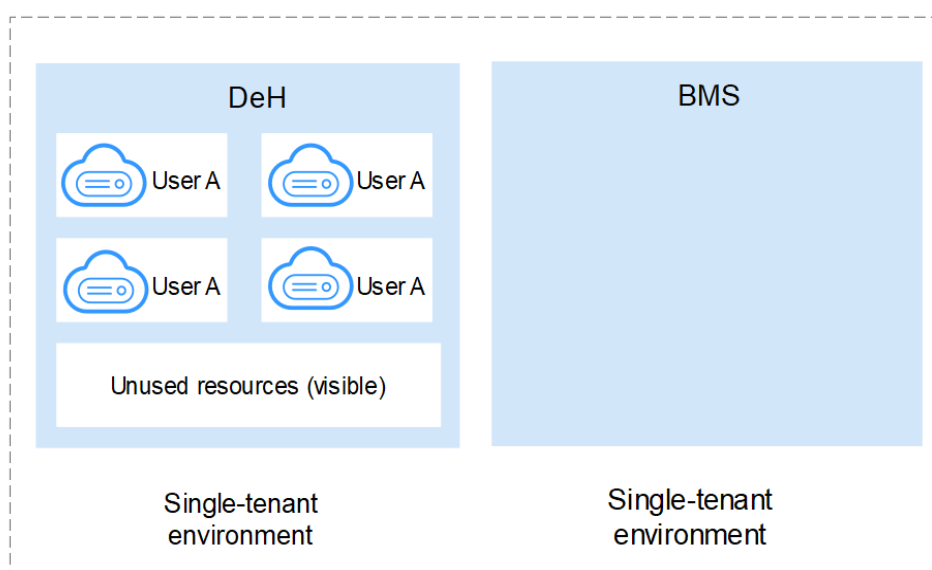 DeH
User A
User A
User A
User A
Unused resources (visible)
Single-tenant
environment
BMS
Single-tenant
environment